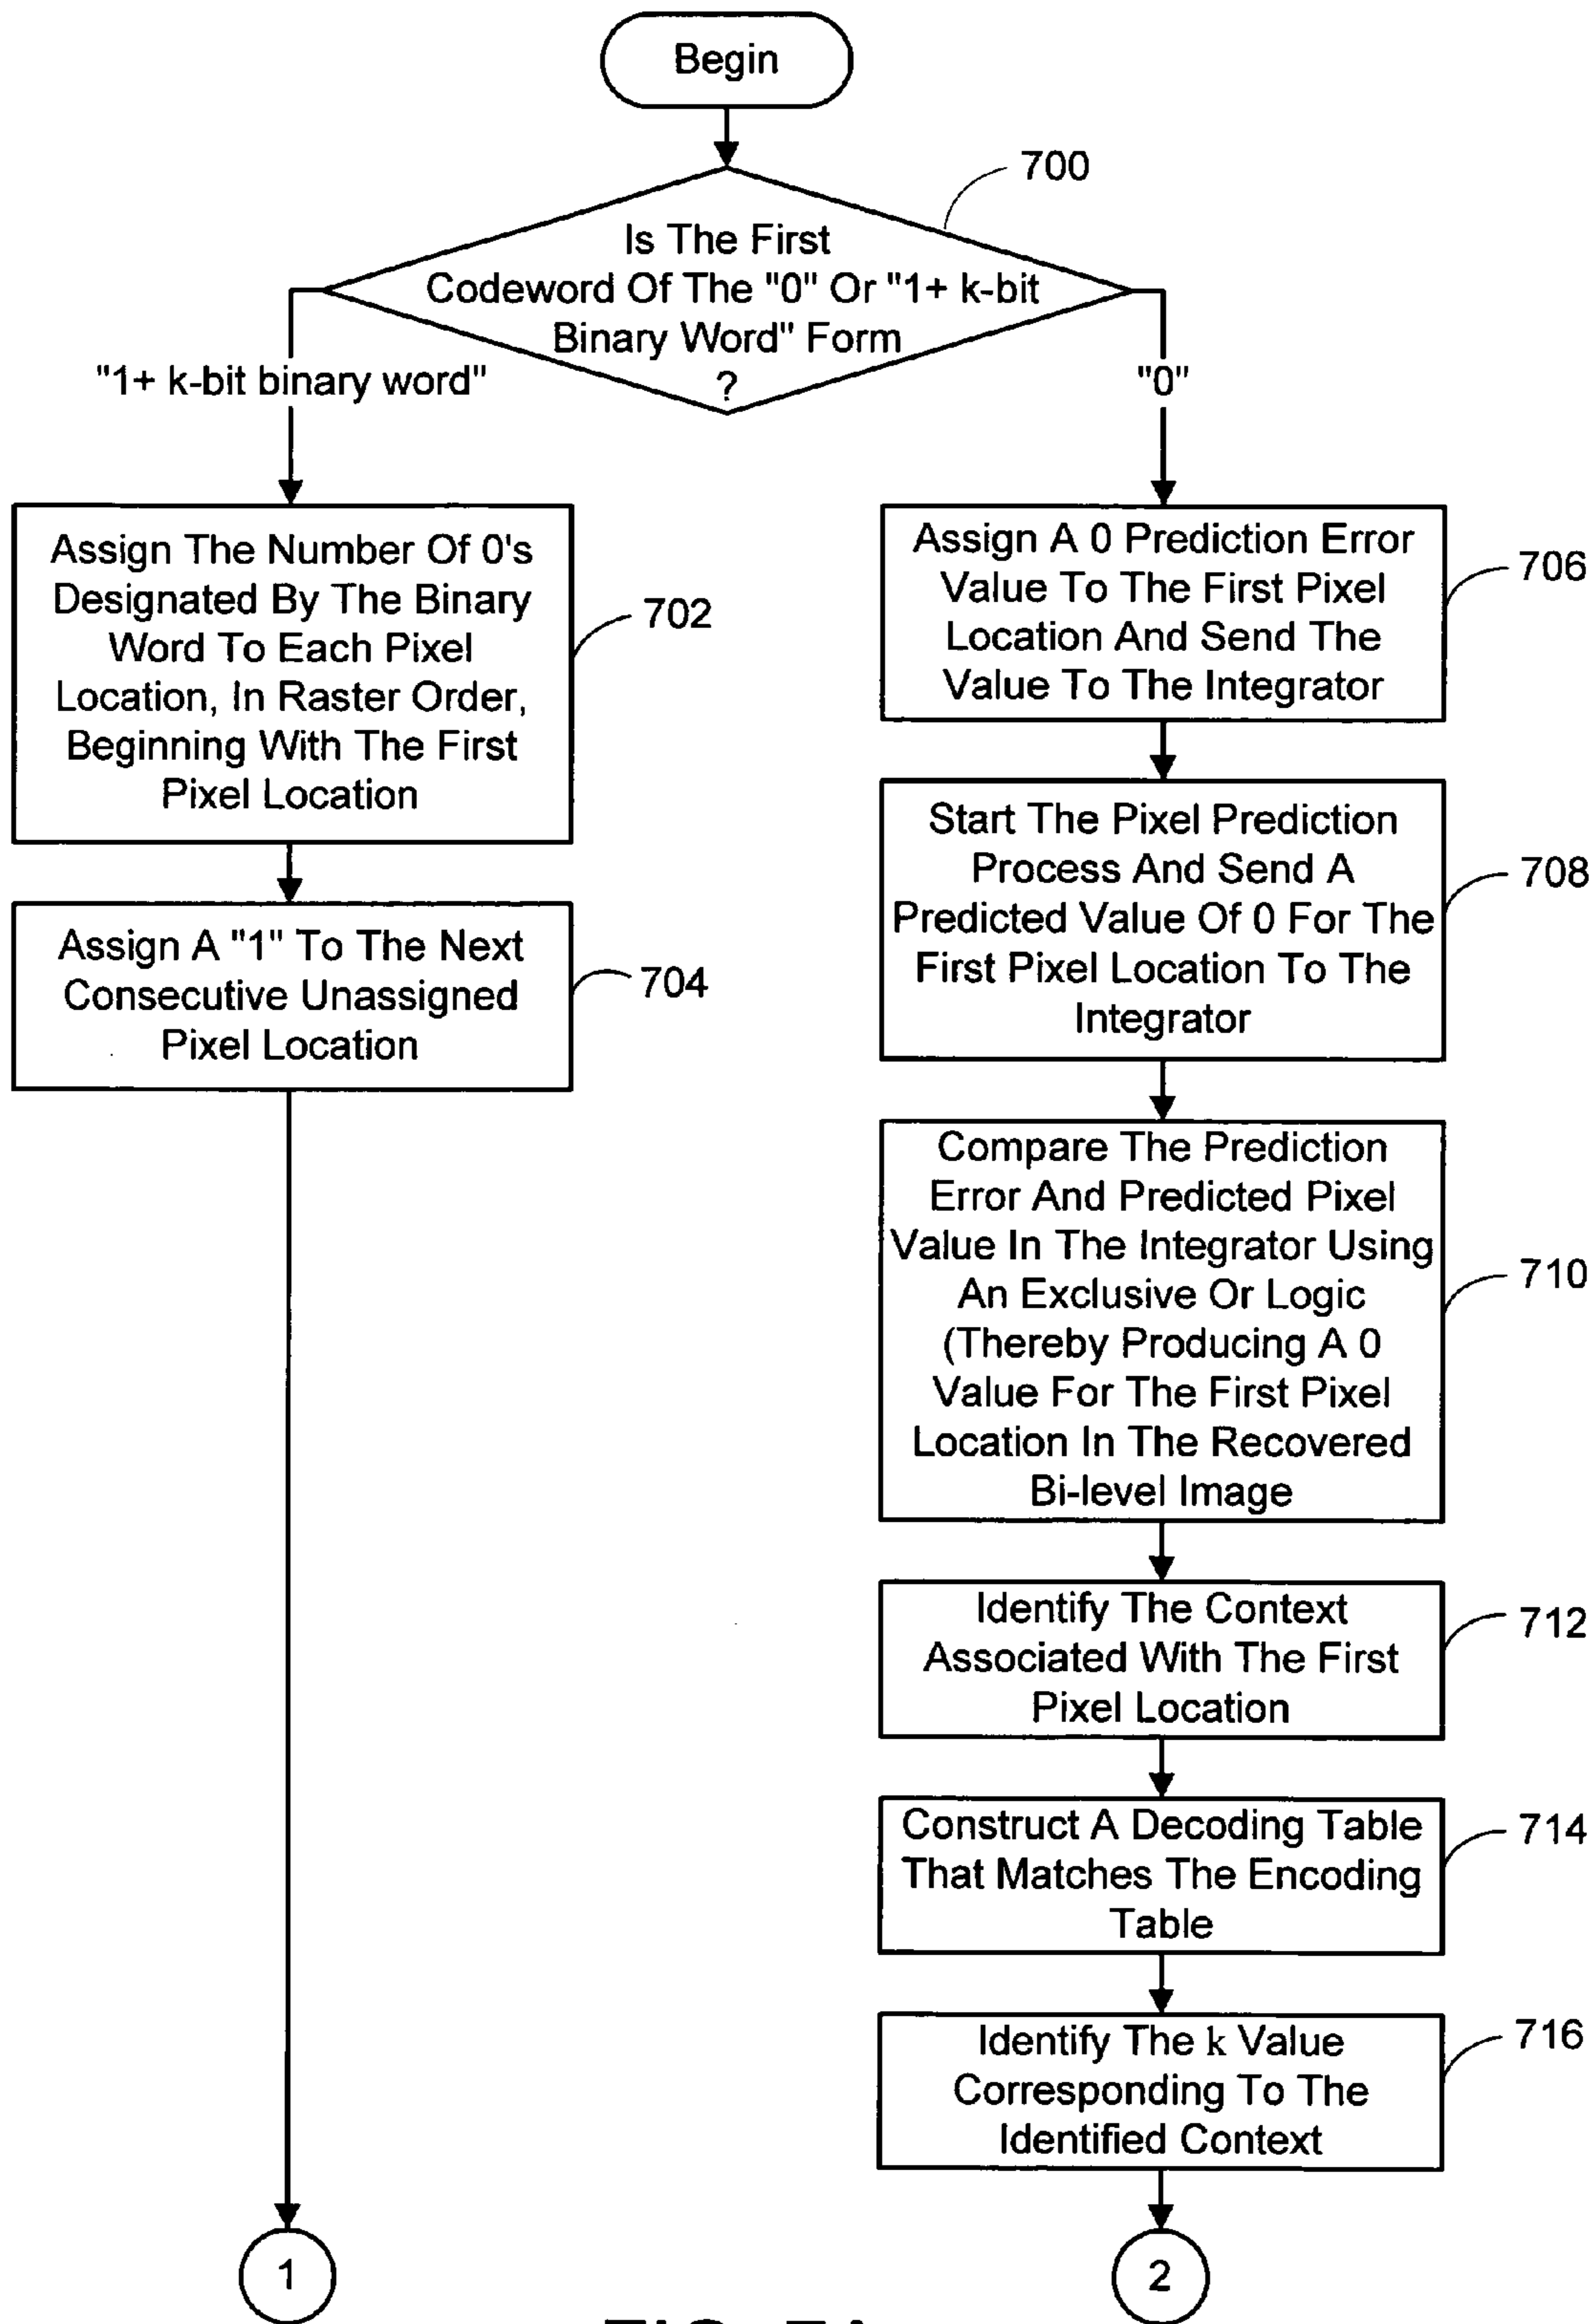 Begin
700
Is The First
Codeword Of The "0" Or "1+ k-bit
Binary Word" Form
?
"1+ k-bit binary word"
"0"
Assign The Number Of 0's
Designated By The Binary
Word To Each Pixel
Location, In Raster Order,
Beginning With The First
Pixel Location
702
Assign A "1" To The Next
Consecutive Unassigned
Pixel Location
704
Assign A 0 Prediction Error
Value To The First Pixel
Location And Send The
Value To The Integrator
706
Start The Pixel Prediction
Process And Send A
Predicted Value Of 0 For The
First Pixel Location To The
Integrator
708
Compare The Prediction
Error And Predicted Pixel
Value In The Integrator Using
An Exclusive Or Logic
(Thereby Producing A 0
Value For The First Pixel
Location In The Recovered
Bi-level Image
710
Identify The Context
Associated With The First
Pixel Location
712
Construct A Decoding Table
That Matches The Encoding
Table
714
Identify The k Value
Corresponding To The
Identified Context
716
1
2